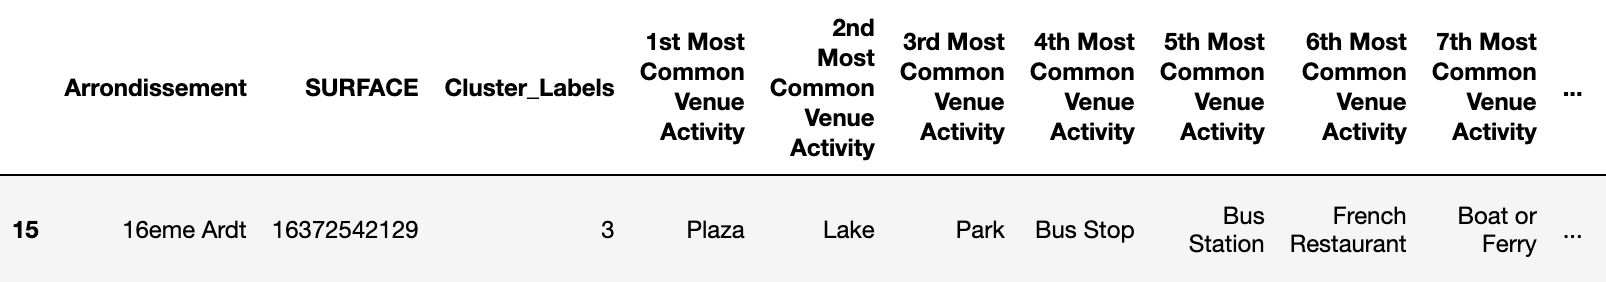 Arrondissement SURFACE Cluster_Labels 1st Most Common Venue Activity 2nd Most Common Venue Activity 3rd Most Common Venue Activity 4th Most Common Venue Activity 5th Most Common Venue Activity 6th Most Common Venue Activity 7th Most Common Venue Activity ...
15 16eme Ardt 16372542129 3 Plaza Lake Park Bus Stop Bus Station French Restaurant Boat or Ferry ...